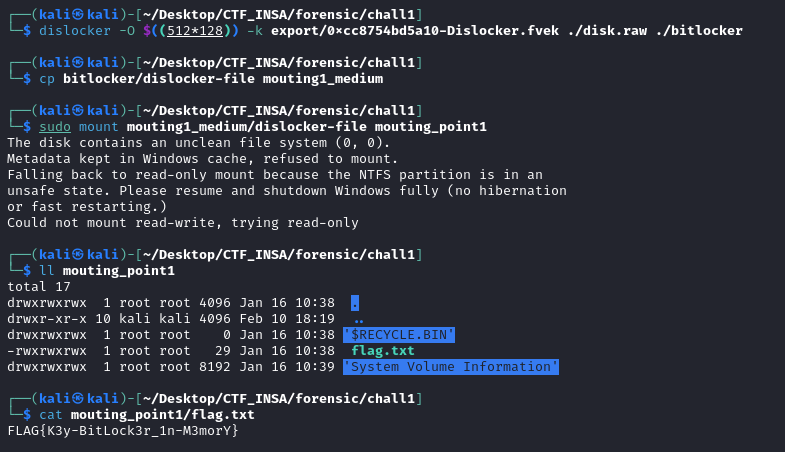 ┌──(kali㉿kali)-[~/Desktop/CTF_INSA/forensic/chall1]
└─$ dislocker -O $((512*128)) -k export/0×cc8754bd5a10-Dislocker.fvek ./disk.raw ./bitlocker
┌──(kali㉿kali)-[~/Desktop/CTF_INSA/forensic/chall1]
└─$ cp bitlocker/dislocker-file mouting1_medium
┌──(kali㉿kali)-[~/Desktop/CTF_INSA/forensic/chall1]
└─$ sudo mount mouting1_medium/dislocker-file mouting_point1
The disk contains an unclean file system (0, 0).
Metadata kept in Windows cache, refused to mount.
Falling back to read-only mount because the NTFS partition is in an
unsafe state. Please resume and shutdown Windows fully (no hibernation
or fast restarting.)
Could not mount read-write, trying read-only
┌──(kali㉿kali)-[~/Desktop/CTF_INSA/forensic/chall1]
└─$ ll mouting_point1
total 17
drwxrwxrwx  1 root root 4096 Jan 16 10:38  .
drwxr-xr-x 10 kali kali 4096 Feb 10 18:19  ..
drwxrwxrwx  1 root root    0 Jan 16 10:38 '$RECYCLE.BIN'
-rwxrwxrwx  1 root root   29 Jan 16 10:38  flag.txt
drwxrwxrwx  1 root root 8192 Jan 16 10:39 'System Volume Information'
┌──(kali㉿kali)-[~/Desktop/CTF_INSA/forensic/chall1]
└─$ cat mouting_point1/flag.txt
FLAG{K3y-BitLock3r_1n-M3morY}